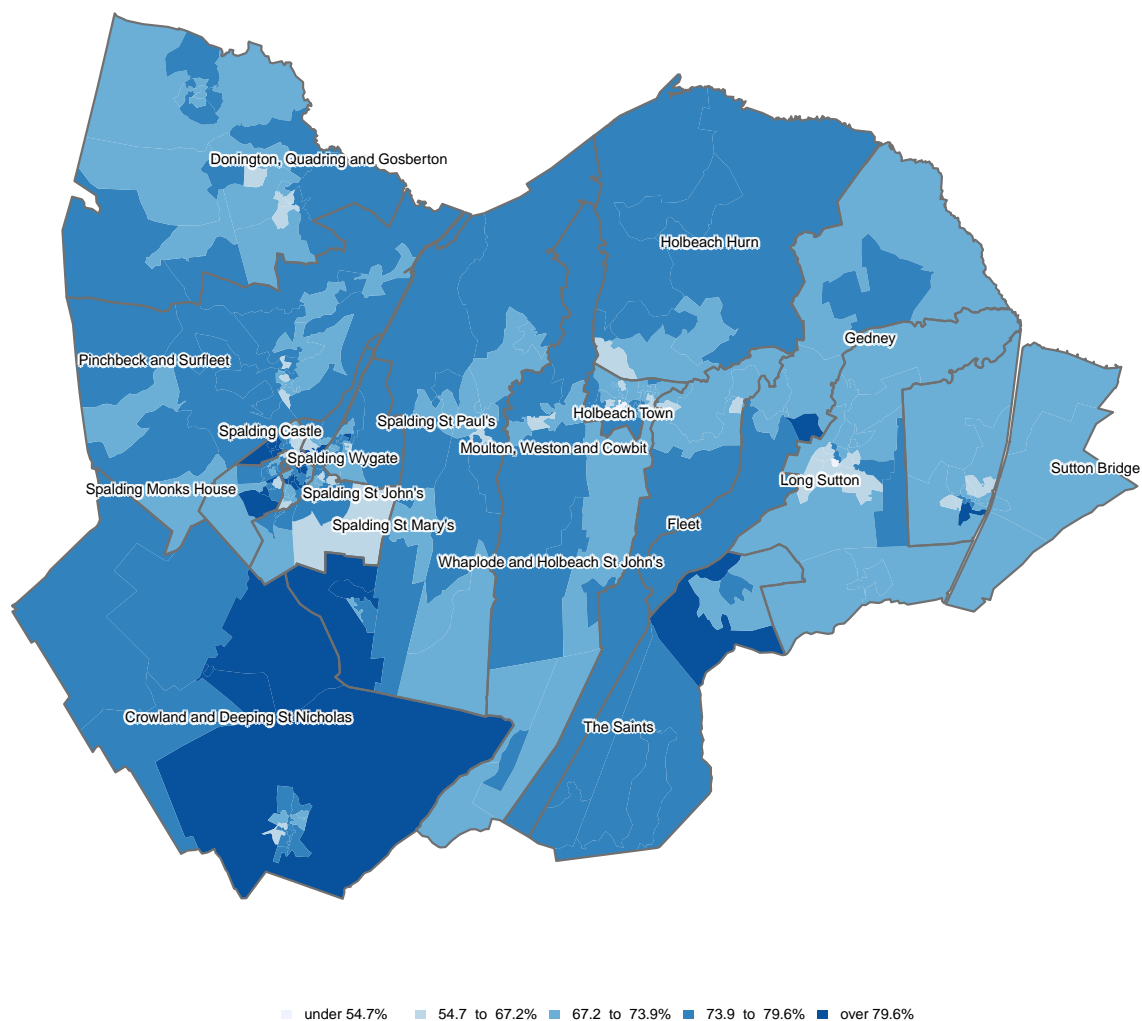 Donington, Quadring and Gosberton
Holbeach Hurn
Gedney
Pinchbeck and Surfleet
Holbeach Town
Spalding St Paul's
Spalding Castle
Moulton, Weston and Cowbit
Spalding Wygate
Sutton Bridge
Long Sutton
Spalding Monks House
Spalding St John's
Spalding St Mary's
Fleet
Whaplode and Holbeach St John's
Crowland and Deeping St Nicholas
The Saints
under 54.7% 54.7 to 67.2% 67.2 to 73.9% 73.9 to 79.6% over 79.6%